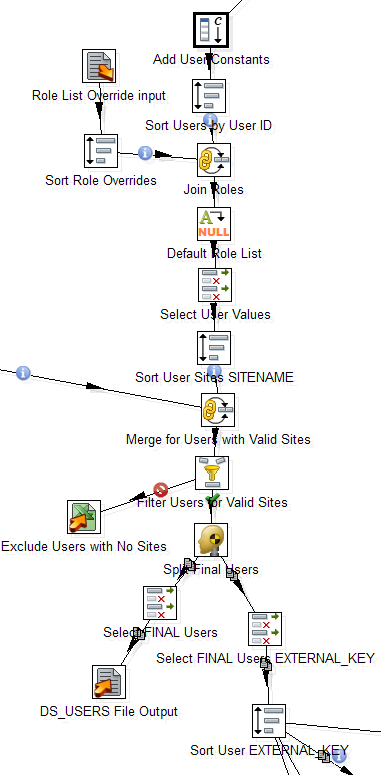 C
Add User Constants
Role List Override input
Sort Users by User ID
Sort Role Overrides
Join Roles
A
NULL
Default Role List
Select User Values
Sort User Sites SITENAME
Merge for Users with Valid Sites
Filter Users for Valid Sites
Exclude Users with No Sites
Split Final Users
Select FINAL Users
Select FINAL Users EXTERNAL_KEY
DS_USERS File Output
Sort User EXTERNAL_KEY